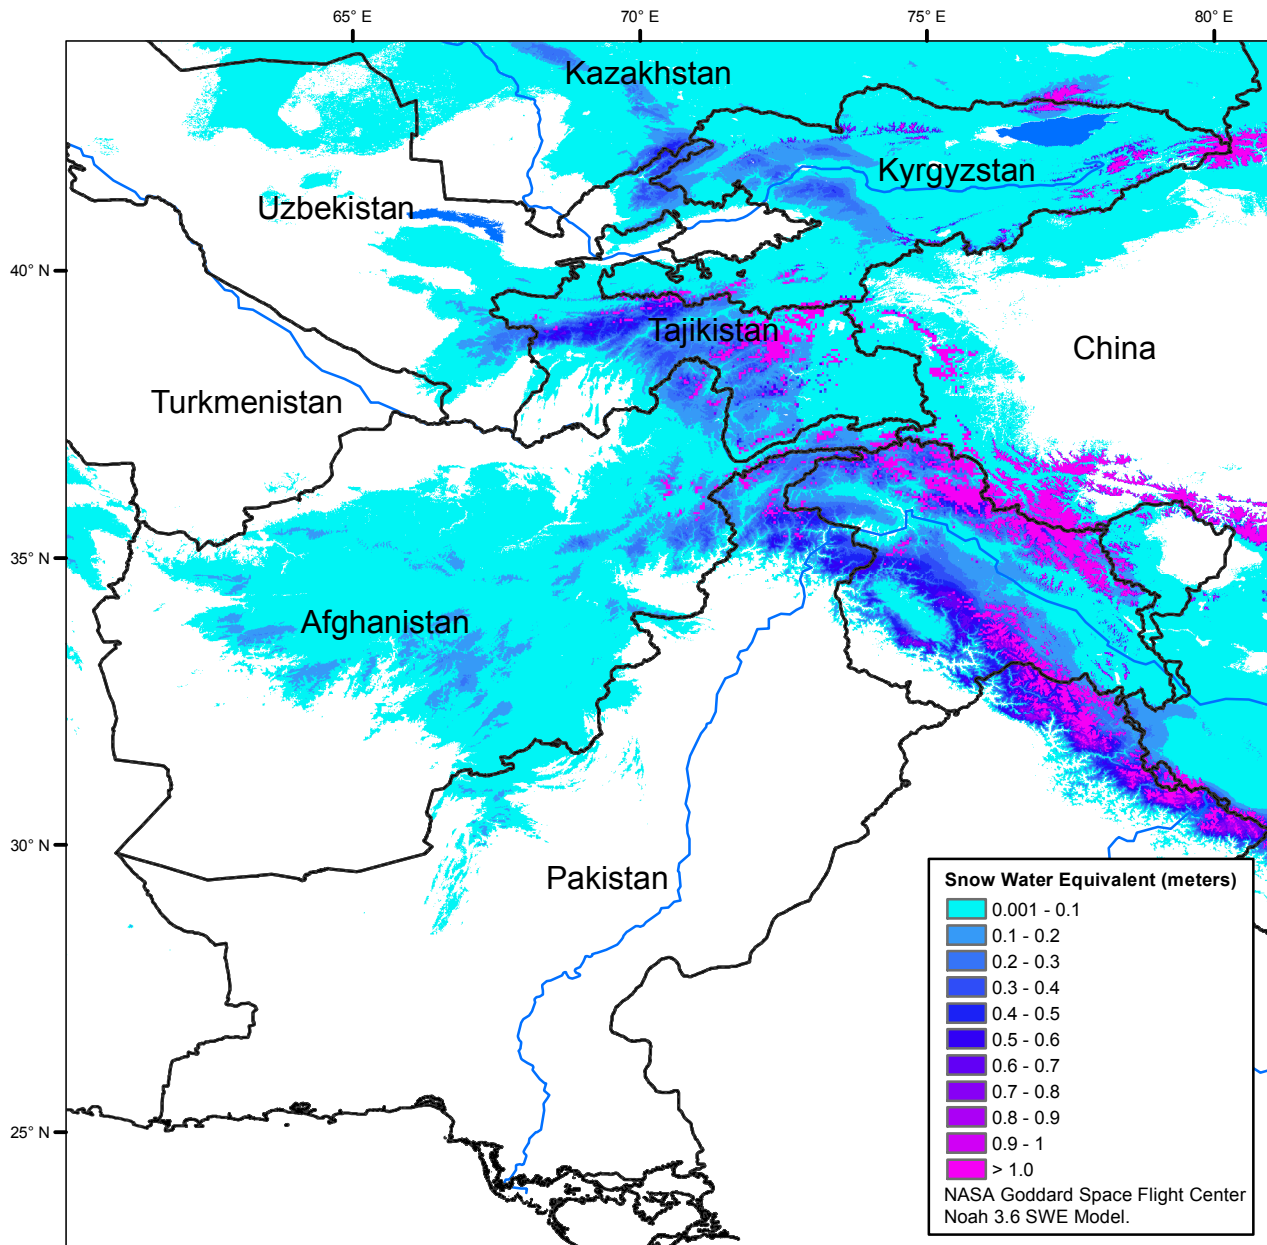 65° E
70° E
75° E
80° E
Kazakhstan
Kyrgyzstan
Uzbekistan
40° N
Tajikistan
China
Turkmenistan
35° N
Afghanistan
30° N
Pakistan
25° N
Snow Water Equivalent (meters)
0.001 - 0.1
0.1 - 0.2
0.2 - 0.3
0.3 - 0.4
0.4 - 0.5
0.5 - 0.6
0.6 - 0.7
0.7 - 0.8
0.8 - 0.9
0.9 - 1
> 1.0
NASA Goddard Space Flight Center
Noah 3.6 SWE Model.